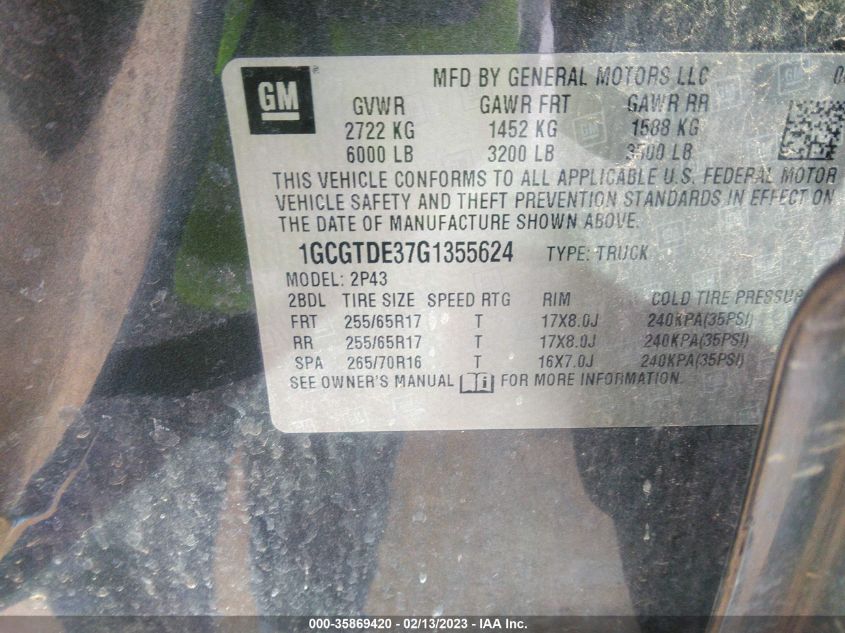 GM
MFD BY GENERAL MOTORS LLC
GVWR GAWR FRT GAWR RR
2722 KG 1452 KG 1588 KG
6000 LB 3200 LB 3500 LB
THIS VEHICLE CONFORMS TO ALL APPLICABLE U.S. FEDERAL MOTOR
VEHICLE SAFETY AND THEFT PREVENTION STANDARDS IN EFFECT ON
THE DATE OF MANUFACTURE SHOWN ABOVE.
1GCGTDE37G1355624 TYPE: TRUCK
MODEL: 2P43
2BDL TIRE SIZE SPEED RTG RIM COLD TIRE PRESSUR
FRT 255/65R17 T 17X8.0J 240KPA(35PSI)
RR 255/65R17 T 17X8.0J 240KPA(35PSI)
SPA 265/70R16 T 16X7.0J 240KPA(35PSI)
SEE OWNER'S MANUAL FOR MORE INFORMATION.
000-35869420 - 02/13/2023 - IAA Inc.